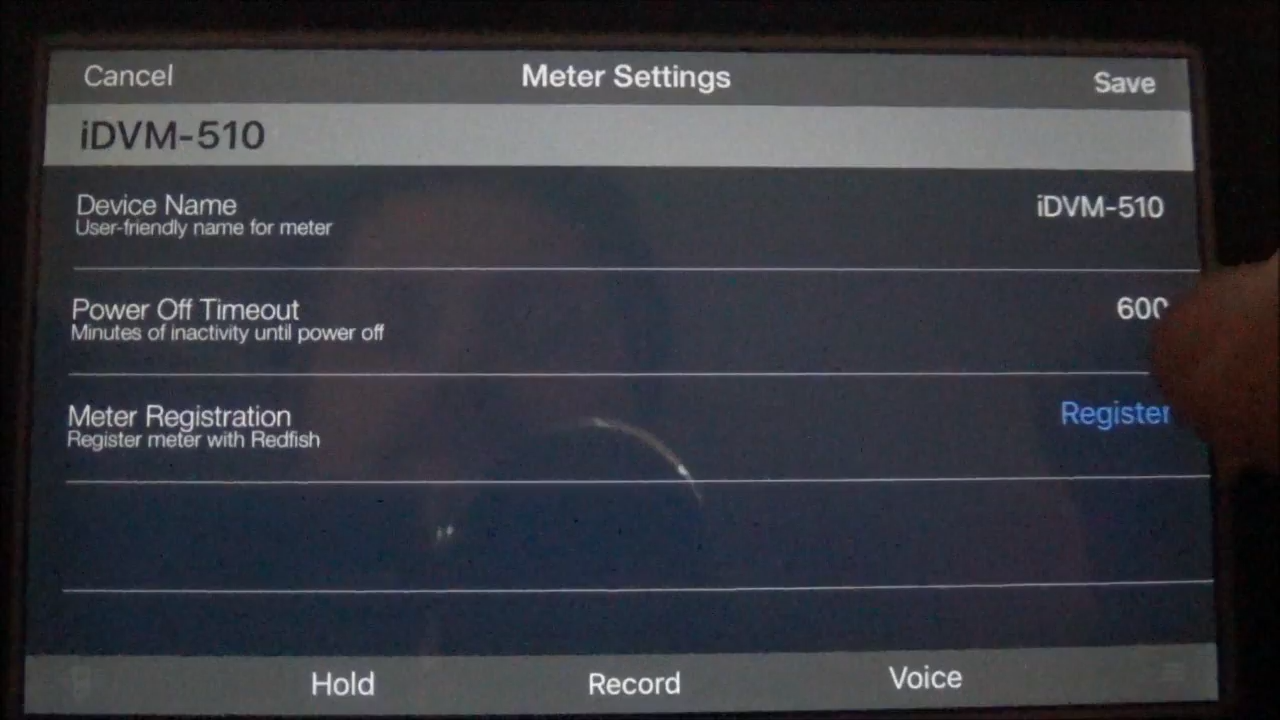 Cancel Meter Settings Save
iDVM-510
Device Name iDVM-510
User-friendly name for meter
Power Off Timeout 600
Minutes of inactivity until power off
Meter Registration Register
Register meter with Redfish
Hold Record Voice